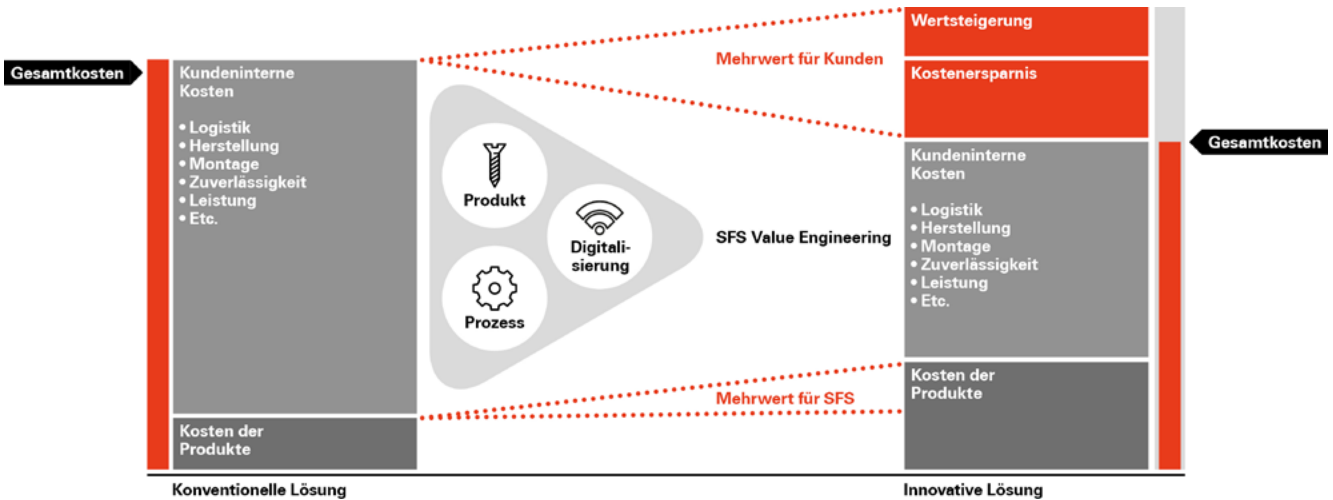 Gesamtkosten
Kundeninterne
Kosten
• Logistik
• Herstellung
• Montage
• Zuverlässigkeit
• Leistung
• Etc.
Kosten der
Produkte
Konventionelle Lösung
Produkt
Digitali-
sierung
Prozess
Mehrwert für Kunden
SFS Value Engineering
Mehrwert für SFS
Wertsteigerung
Kostenersparnis
Kundeninterne
Kosten
• Logistik
• Herstellung
• Montage
• Zuverlässigkeit
• Leistung
• Etc.
Kosten der
Produkte
Innovative Lösung
Gesamtkosten